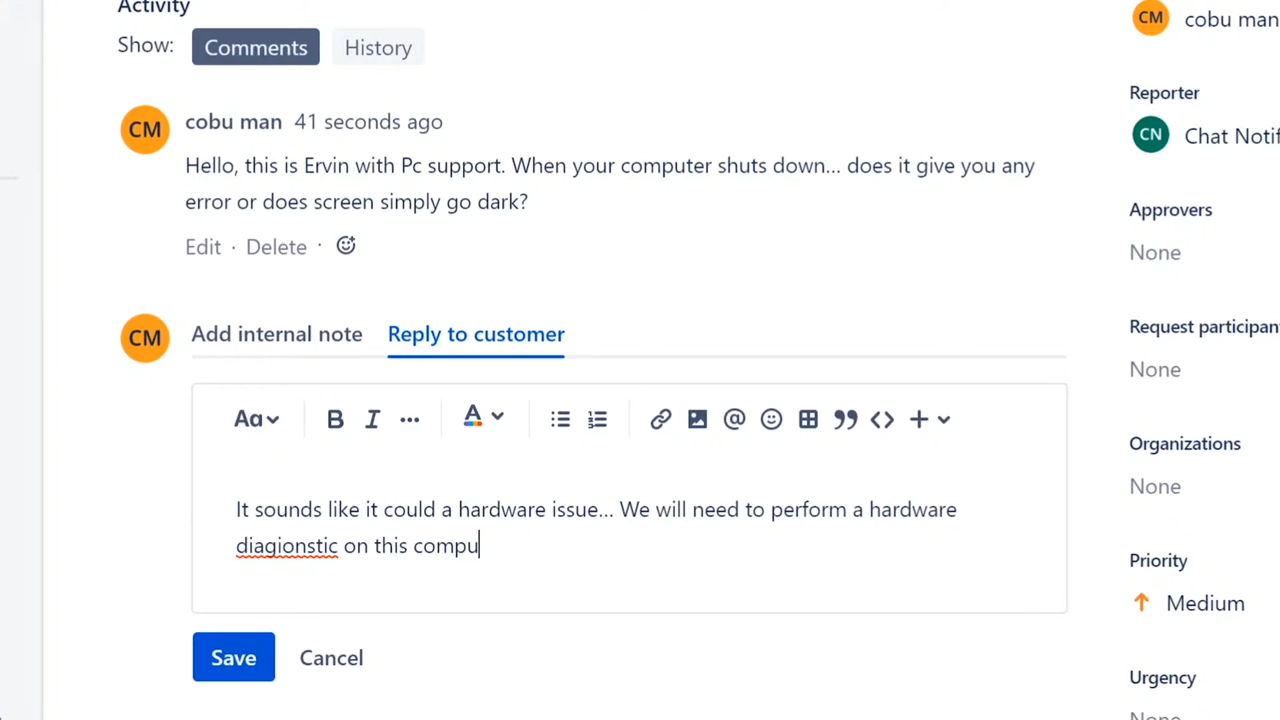 Activity
Show:
Comments
History
CM
cobu man 41 seconds ago
Hello, this is Ervin with Pc support. When your computer shuts down... does it give you any
error or does screen simply go dark?
Edit · Delete ·
CM
Add internal note
Reply to customer
Aa
B I ... A @ + 
It sounds like it could a hardware issue... We will need to perform a hardware
diagionstic on this compu
Save
Cancel
CM
cobu man
Reporter
CN
Chat Notif
Approvers
None
Request participan
None
Organizations
None
Priority
Medium
Urgency
None